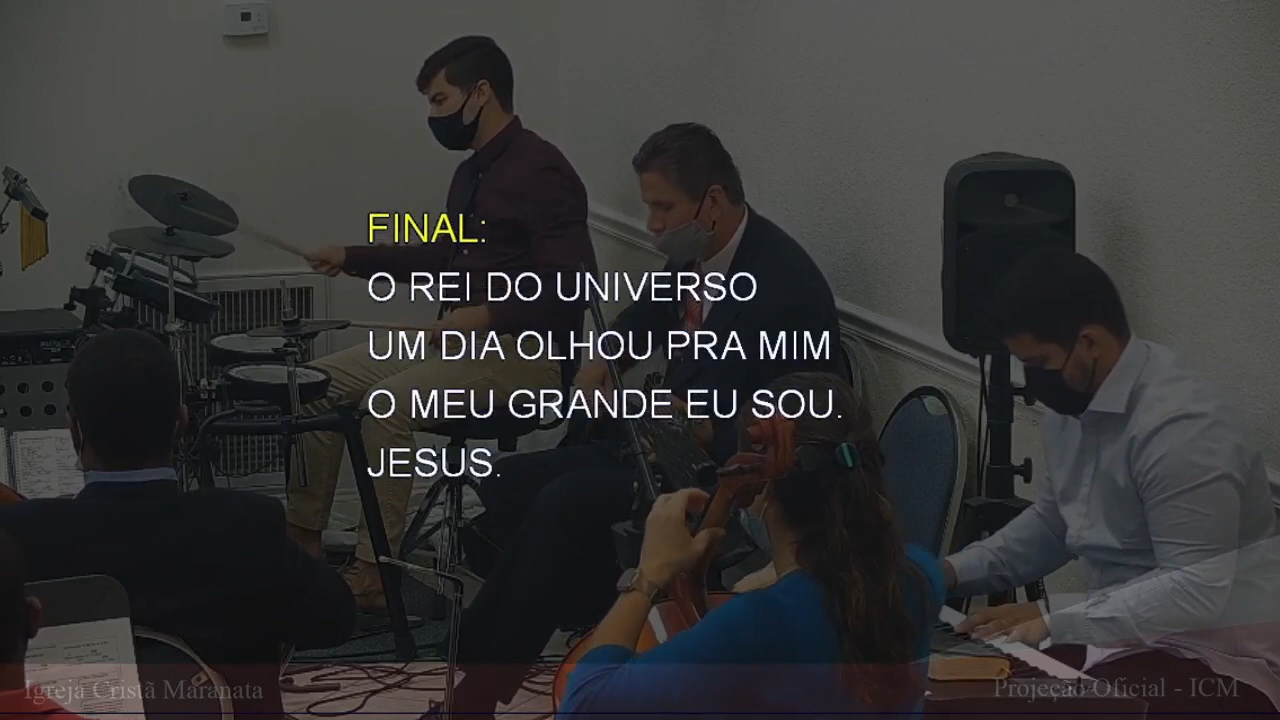 FINAL:
O REI DO UNIVERSO
UM DIA OLHOU PRA MIM
O MEU GRANDE EU SOU.
JESUS.
Igreja Cristã Maranata
Projeção Oficial - ICM